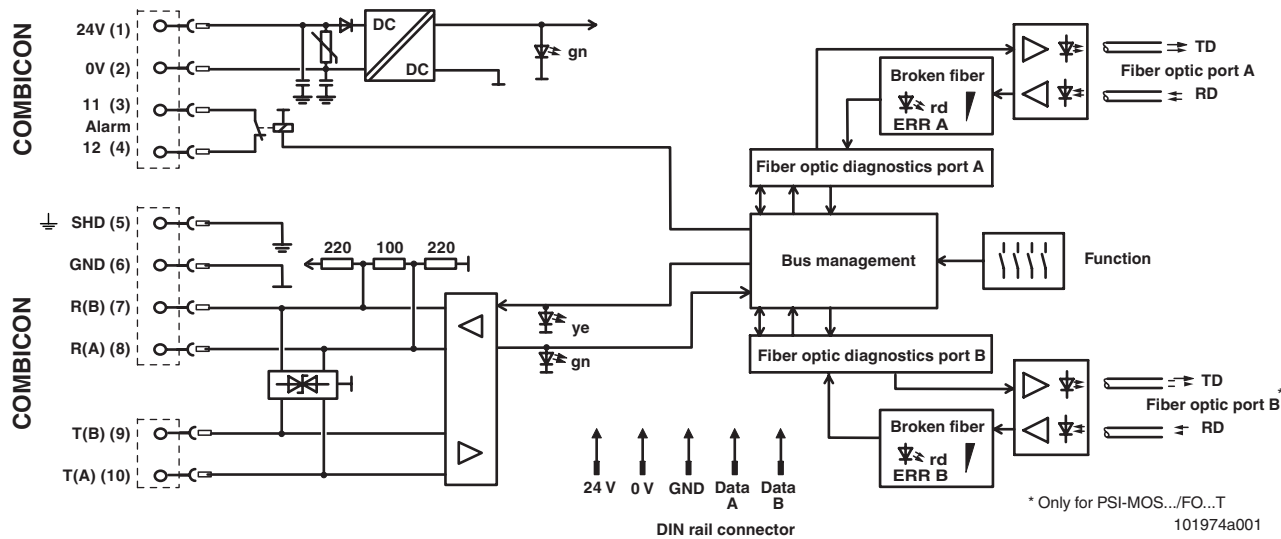 COMBICON
24V (1)
0V (2)
11 (3)
Alarm
12 (4)
DC
DC
gn
COMBICON
SHD (5)
GND (6)
R(B) (7)
R(A) (8)
T(B) (9)
T(A) (10)
220 100 220
ye
gn
Broken fiber
rd
ERR A
TD
Fiber optic port A
RD
Fiber optic diagnostics port A
Bus management
Function
Fiber optic diagnostics port B
Broken fiber
rd
ERR B
TD
Fiber optic port B*
RD
24 V 0 V GND Data A Data B
DIN rail connector
* Only for PSI-MOS.../FO...T
101974a001